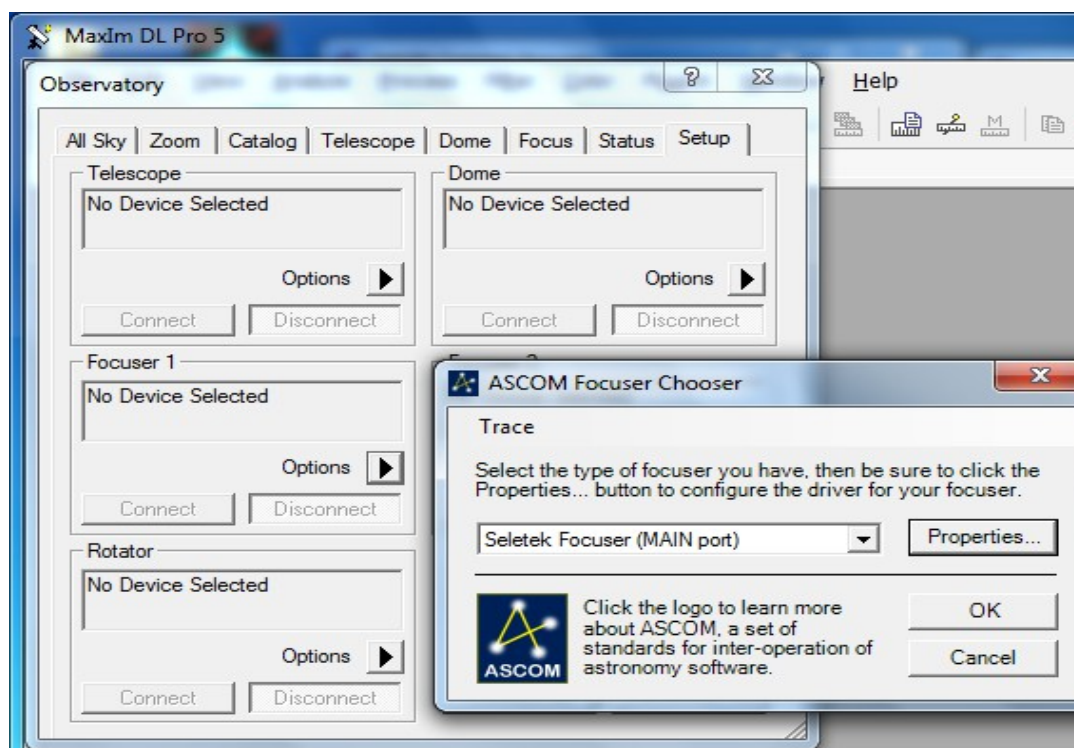 MaxIm DL Pro 5
Observatory
Help
All Sky Zoom Catalog Telescope Dome Focus Status Setup
Telescope
No Device Selected
Options
Connect Disconnect
Dome
No Device Selected
Options
Connect Disconnect
Focuser 1
No Device Selected
Options
Connect Disconnect
Rotator
No Device Selected
Options
Connect Disconnect
ASCOM Focuser Chooser
Trace
Select the type of focuser you have, then be sure to click the
Properties... button to configure the driver for your focuser.
Seletek Focuser (MAIN port)
Properties...
ASCOM
Click the logo to learn more
about ASCOM, a set of
standards for inter-operation of
astronomy software.
OK
Cancel